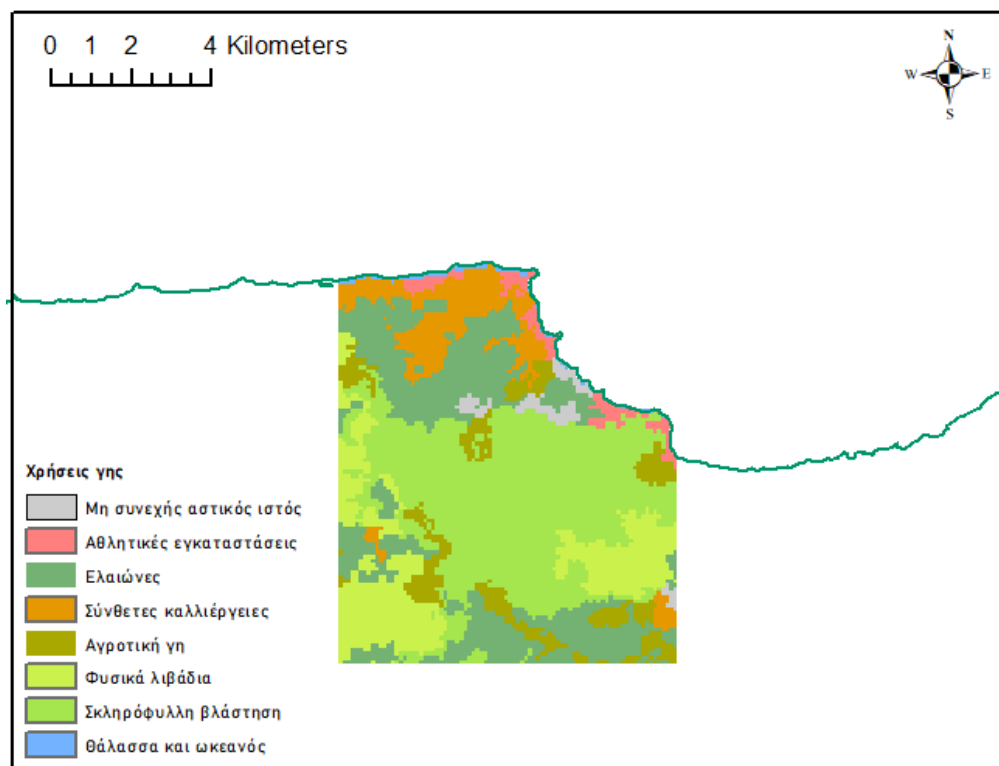 0 1 2 4 Kilometers
N
W E
S
Χρήσεις γης
Μη συνεχής αστικός ιστός
Αθλητικές εγκαταστάσεις
Ελαιώνες
Σύνθετες καλλιέργειες
Αγροτική γη
Φυσικά λιβάδια
Σκληρόφυλλη βλάστηση
Θάλασσα και ωκεανός